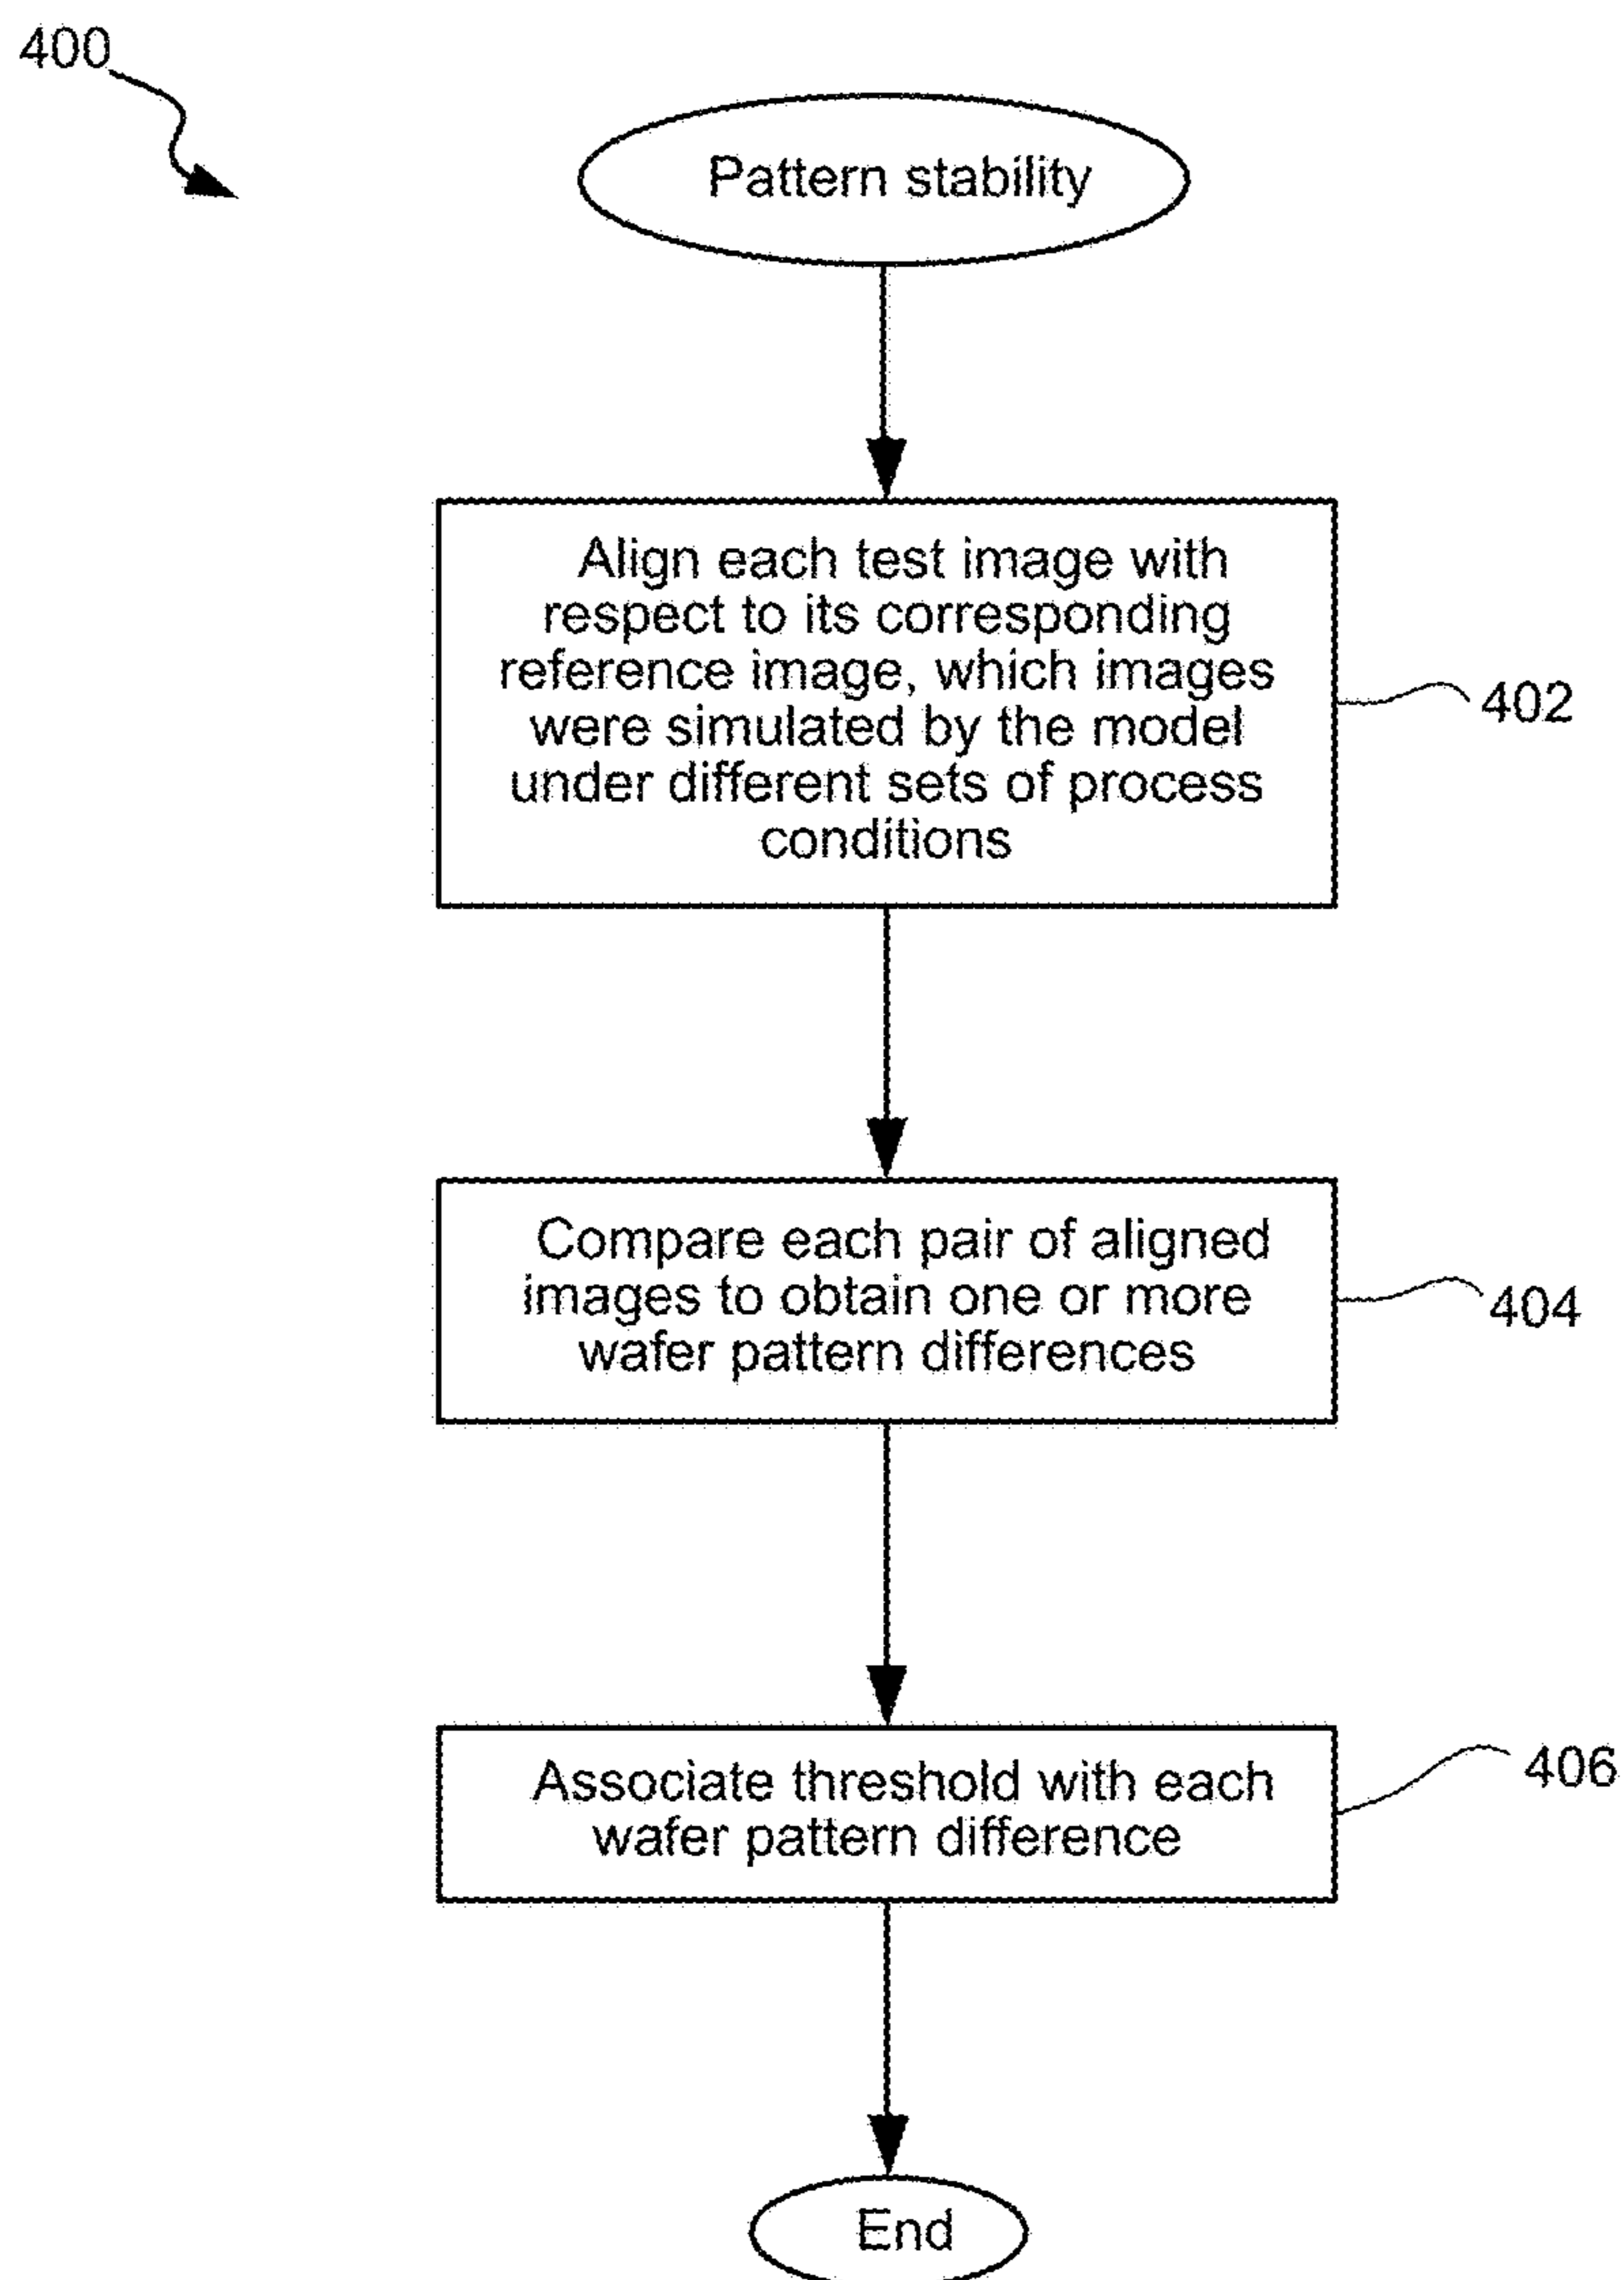 400
Pattern stability
Align each test image with
respect to its corresponding
reference image, which images
were simulated by the model
under different sets of process
conditions
402
Compare each pair of aligned
images to obtain one or more
wafer pattern differences
404
Associate threshold with each
wafer pattern difference
406
End